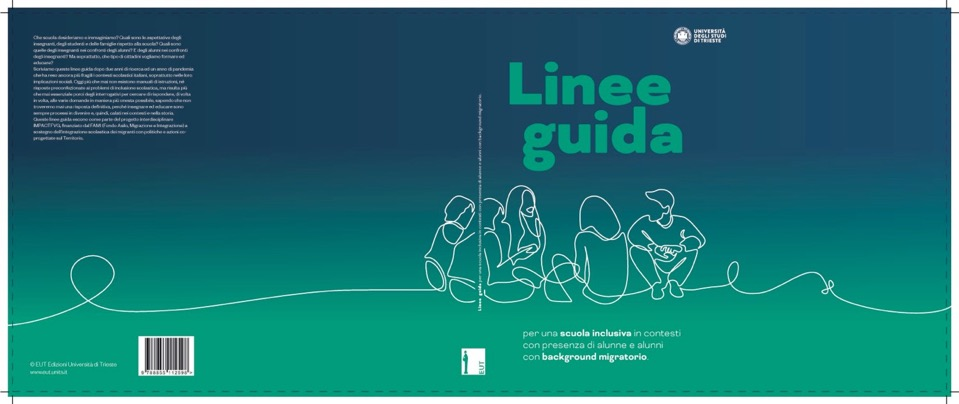 Che scuola desideriamo e immaginiamo? Quali sono le aspettative degli
insegnanti, degli studenti e delle famiglie rispetto alla scuola? Quali sono
quelle degli insegnanti nei confronti degli alunni? E degli alunni nei confronti
degli insegnanti? Ma soprattutto, che tipo di cittadini vogliamo formare ed
educare?
Scriviamo queste linee guida dopo due anni di ricerca ed un anno di pandemia
che ha reso ancora più fragili i contesti scolastici italiani, soprattutto nelle loro
implicazioni sociali. Oggi più che mai non esistono manuali di istruzioni, né
risposte preconfezionate ai problemi di inclusione scolastica, ma risulta più
che mai essenziale porci degli interrogativi per cercare di rispondere, di volta
in volta, alle varie domande in maniera più onesta possibile, sapendo che non
troveremo mai una risposta definitiva, perché insegnare ed educare sono
sempre processi in divenire e, quindi, calati nei contesti e nella storia.
Queste linee guida escono come parte del progetto interdisciplinare
IMPACT FVG, finanziato dal FAMI (Fondo Asilo, Migrazione e Integrazione) a
sostegno dell'integrazione scolastica dei migranti con politiche e azioni co-
progettate sul Territorio.
© EUT Edizioni Università di Trieste
www.eut.units.it
Linee guida per una scuola inclusiva in contesti con presenza di alunne e alunni con background migratorio.
EUT
UNIVERSITÀ
DEGLI STUDI
DI TRIESTE
Linee
guida
per una scuola inclusiva in contesti
con presenza di alunne e alunni
con background migratorio.